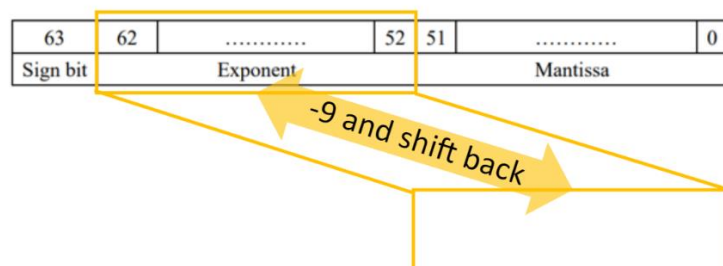 63 62 ………… 52 51 ………… 0
Sign bit Exponent Mantissa
-9 and shift back